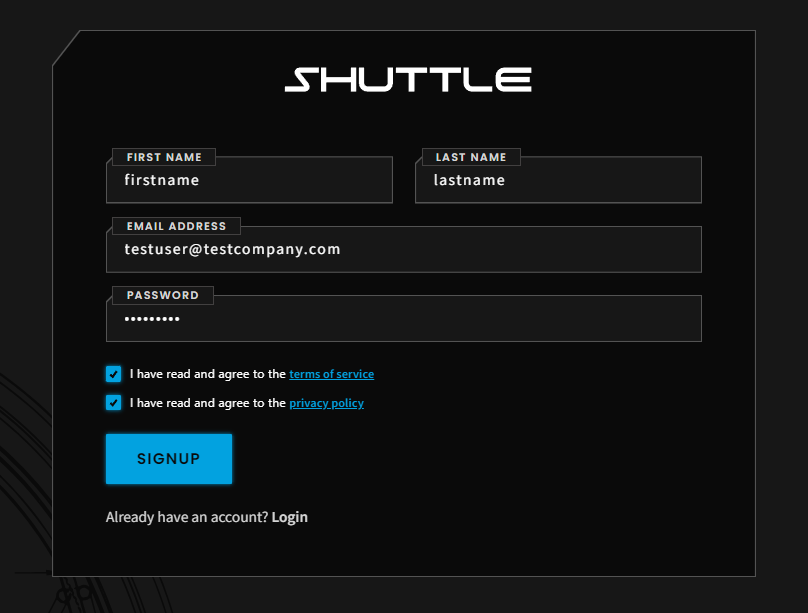 SHUTTLE
FIRST NAME
firstname
LAST NAME
lastname
EMAIL ADDRESS
testuser@testcompany.com
PASSWORD
•••••••••
I have read and agree to the terms of service
I have read and agree to the privacy policy
SIGNUP
Already have an account? Login